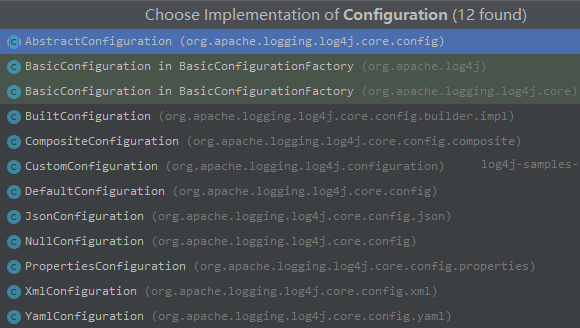 Choose Implementation of Configuration (12 found)
AbstractConfiguration (org.apache.logging.log4j.core.config)
BasicConfiguration in BasicConfigurationFactory (org.apache.log4j)
BasicConfiguration in BasicConfigurationFactory (org.apache.logging.log4j.core)
BuiltConfiguration (org.apache.logging.log4j.core.config.builder.impl)
CompositeConfiguration (org.apache.logging.log4j.core.config.composite)
CustomConfiguration (org.apache.logging.log4j.configuration) log4j-samples-
DefaultConfiguration (org.apache.logging.log4j.core.config)
JsonConfiguration (org.apache.logging.log4j.core.config.json)
NullConfiguration (org.apache.logging.log4j.core.config)
PropertiesConfiguration (org.apache.logging.log4j.core.config.properties)
XmlConfiguration (org.apache.logging.log4j.core.config.xml)
YamlConfiguration (org.apache.logging.log4j.core.config.yaml)